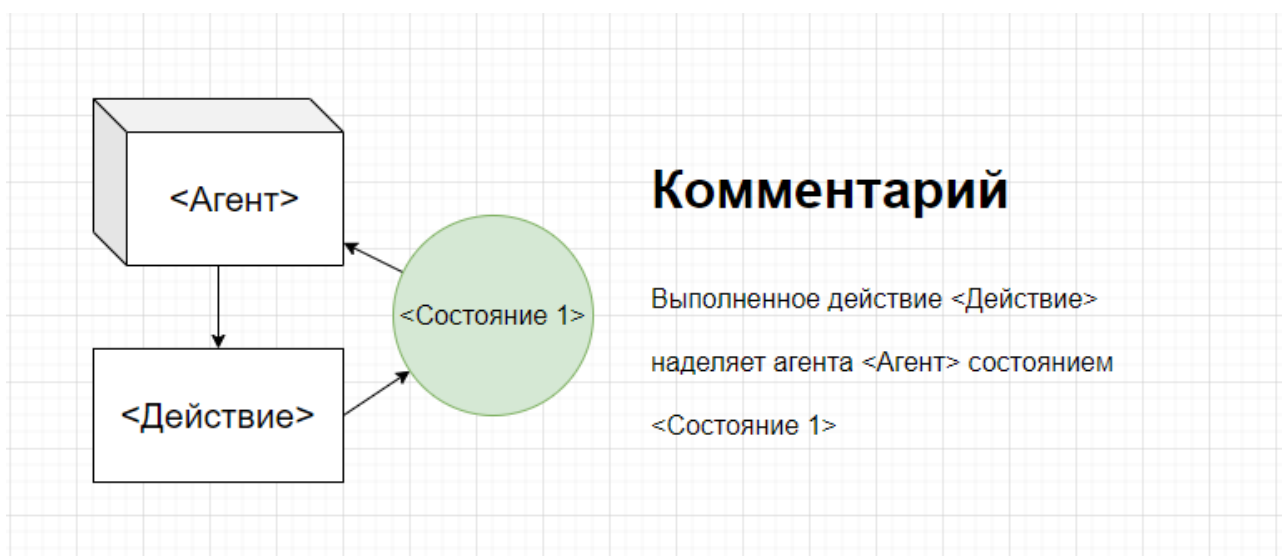 <Агент>
<Состояние 1>
<Действие>
Комментарий
Выполненное действие <Действие>
наделяет агента <Агент> состоянием
<Состояние 1>